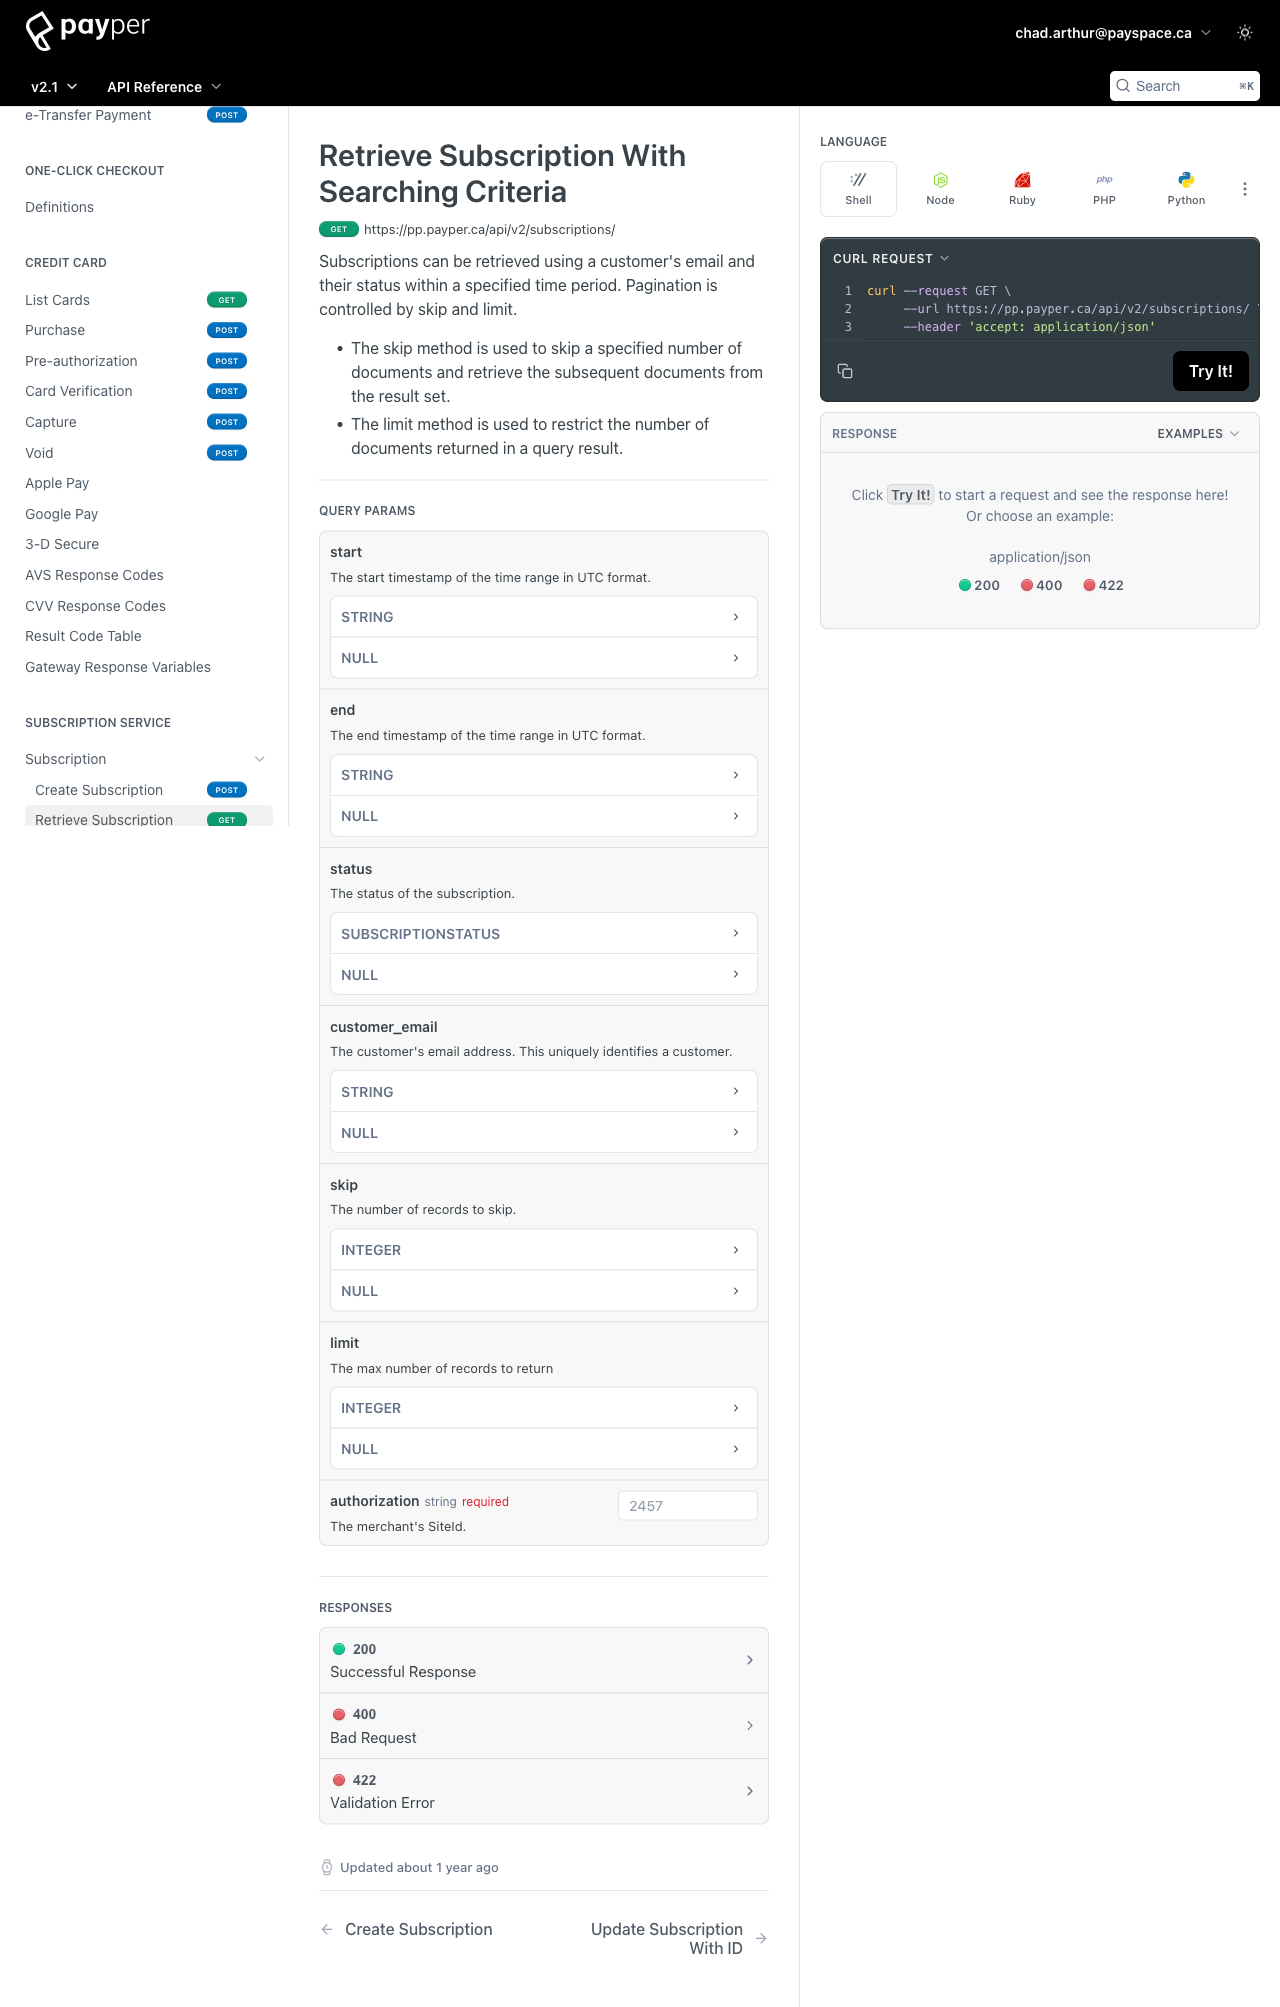 payper
chad.arthur@payspace.ca
v2.1
API Reference
Search
⌘K
e-Transfer Payment
POST
ONE-CLICK CHECKOUT
Definitions
CREDIT CARD
List Cards
GET
Purchase
POST
Pre-authorization
POST
Card Verification
POST
Capture
POST
Void
POST
Apple Pay
Google Pay
3-D Secure
AVS Response Codes
CVV Response Codes
Result Code Table
Gateway Response Variables
SUBSCRIPTION SERVICE
Subscription
Create Subscription
POST
Retrieve Subscription
GET
Retrieve Subscription With
Searching Criteria
GET
https://pp.payper.ca/api/v2/subscriptions/
Subscriptions can be retrieved using a customer's email and
their status within a specified time period. Pagination is
controlled by skip and limit.
• The skip method is used to skip a specified number of
documents and retrieve the subsequent documents from
the result set.
• The limit method is used to restrict the number of
documents returned in a query result.
QUERY PARAMS
start
The start timestamp of the time range in UTC format.
STRING
NULL
end
The end timestamp of the time range in UTC format.
STRING
NULL
status
The status of the subscription.
SUBSCRIPTIONSTATUS
NULL
customer_email
The customer's email address. This uniquely identifies a customer.
STRING
NULL
skip
The number of records to skip.
INTEGER
NULL
limit
The max number of records to return
INTEGER
NULL
authorization string required
2457
The merchant's SiteId.
RESPONSES
200
Successful Response
400
Bad Request
422
Validation Error
Updated about 1 year ago
Create Subscription
Update Subscription
With ID
LANGUAGE
Shell
Node
Ruby
php
PHP
Python
CURL REQUEST
1 curl --request GET \
2 --url https://pp.payper.ca/api/v2/subscriptions/ \
3 --header 'accept: application/json'
Try It!
RESPONSE
EXAMPLES
Click Try It! to start a request and see the response here!
Or choose an example:
application/json
200
400
422